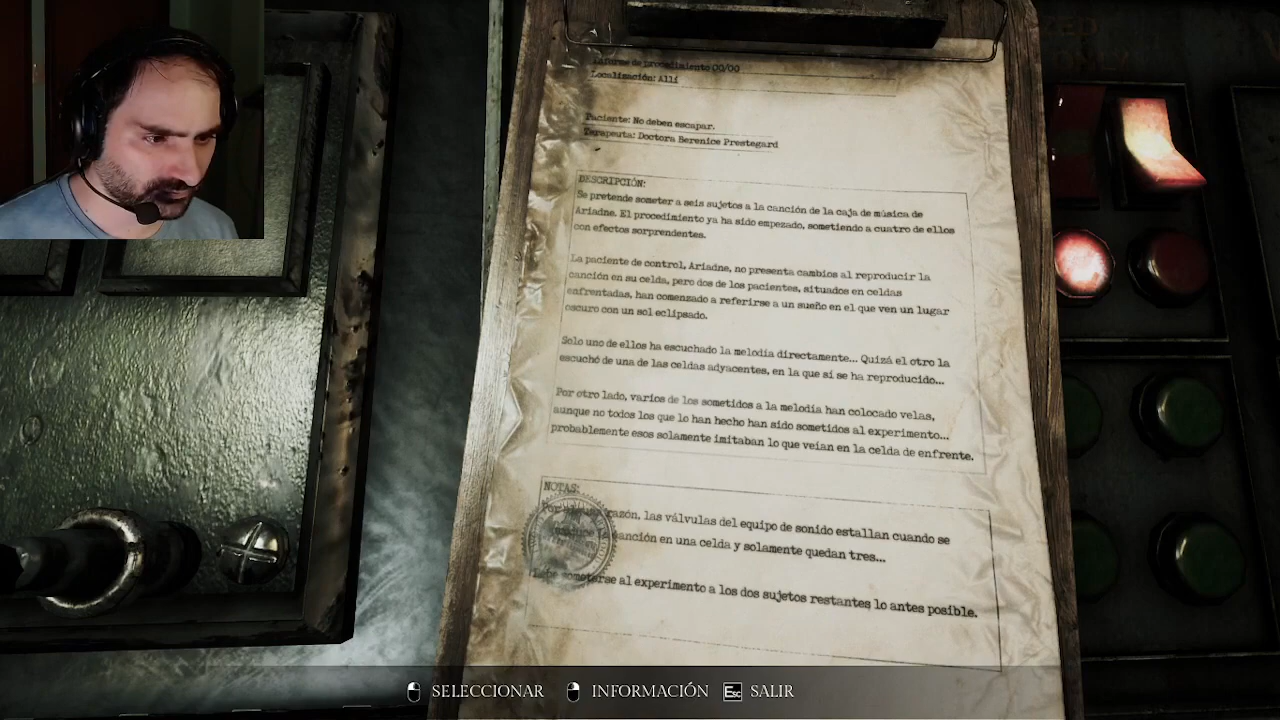 Informe de procedimiento 00/00
Localización: Allí
Paciente: No deben escapar.
Terapeuta: Doctora Berenice Prestegard
DESCRIPCIÓN:
Se pretende someter a seis sujetos a la canción de la caja de música de
Ariadne. El procedimiento ya ha sido empezado, sometiendo a cuatro de ellos
con efectos sorprendentes.
La paciente de control, Ariadne, no presenta cambios al reproducir la
canción en su celda, pero dos de los pacientes, situados en celdas
enfrentadas, han comenzado a referirse a un sueño en el que ven un lugar
oscuro con un sol eclipsado.
Solo uno de ellos ha escuchado la melodía directamente... Quizá el otro la
escuchó de una de las celdas adyacentes, en la que sí se ha reproducido...
Por otro lado, varios de los sometidos a la melodía han colocado velas,
aunque no todos los que lo han hecho han sido sometidos al experimento...
probablemente esos solamente imitaban lo que veían en la celda de enfrente.
NOTAS:
Por alguna razón, las válvulas del equipo de sonido estallan cuando se
canción en una celda y solamente quedan tres...
Debe someterse al experimento a los dos sujetos restantes lo antes posible.
SELECCIONAR INFORMACIÓN Esc SALIR